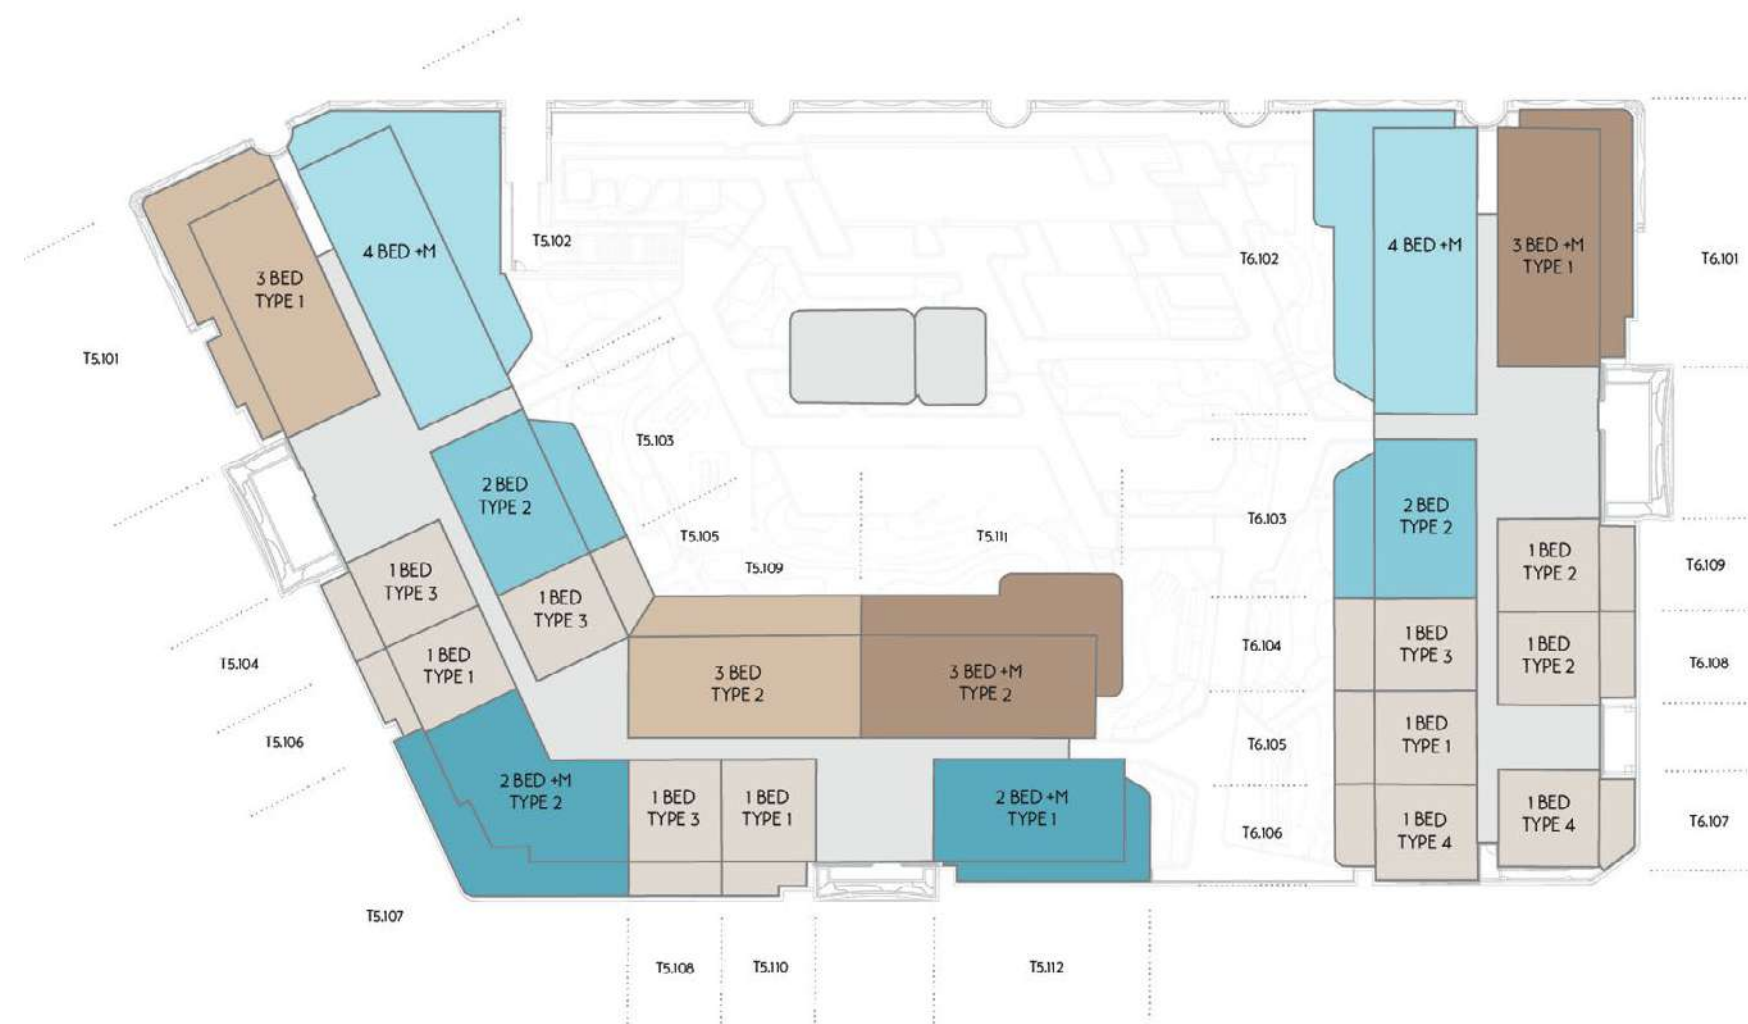 T5.102
4 BED +M
4 BED +M
3 BED +M
TYPE 1
T6.102
T6.101
3 BED
TYPE 1
T5.101
T5.103
2 BED
TYPE 2
2 BED
TYPE 2
T6.103
T5.105
T5.111
T5.109
1 BED
TYPE 2
T6.109
1 BED
TYPE 3
1 BED
TYPE 3
T6.104
1 BED
TYPE 3
1 BED
TYPE 2
T6.108
T5.104
1 BED
TYPE 1
3 BED
TYPE 2
3 BED +M
TYPE 2
T5.106
T6.105
1 BED
TYPE 1
2 BED +M
TYPE 2
1 BED
TYPE 3
1 BED
TYPE 1
2 BED +M
TYPE 1
T6.106
1 BED
TYPE 4
1 BED
TYPE 4
T6.107
T5.107
T5.108
T5.110
T5.112